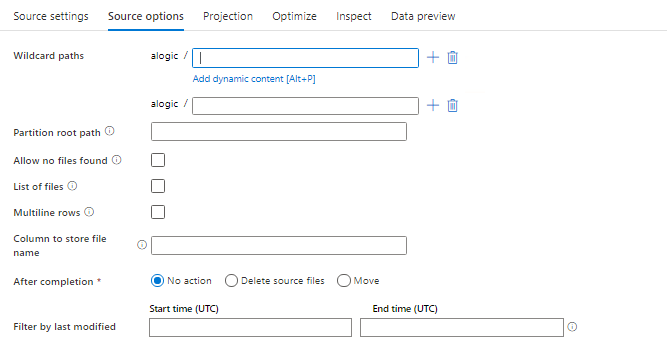 Source settings Source options Projection Optimize Inspect Data preview
Wildcard paths alogic /
Add dynamic content [Alt+P]
alogic /
Partition root path
Allow no files found
List of files
Multiline rows
Column to store file
name
After completion * No action Delete source files Move
Start time (UTC) End time (UTC)
Filter by last modified